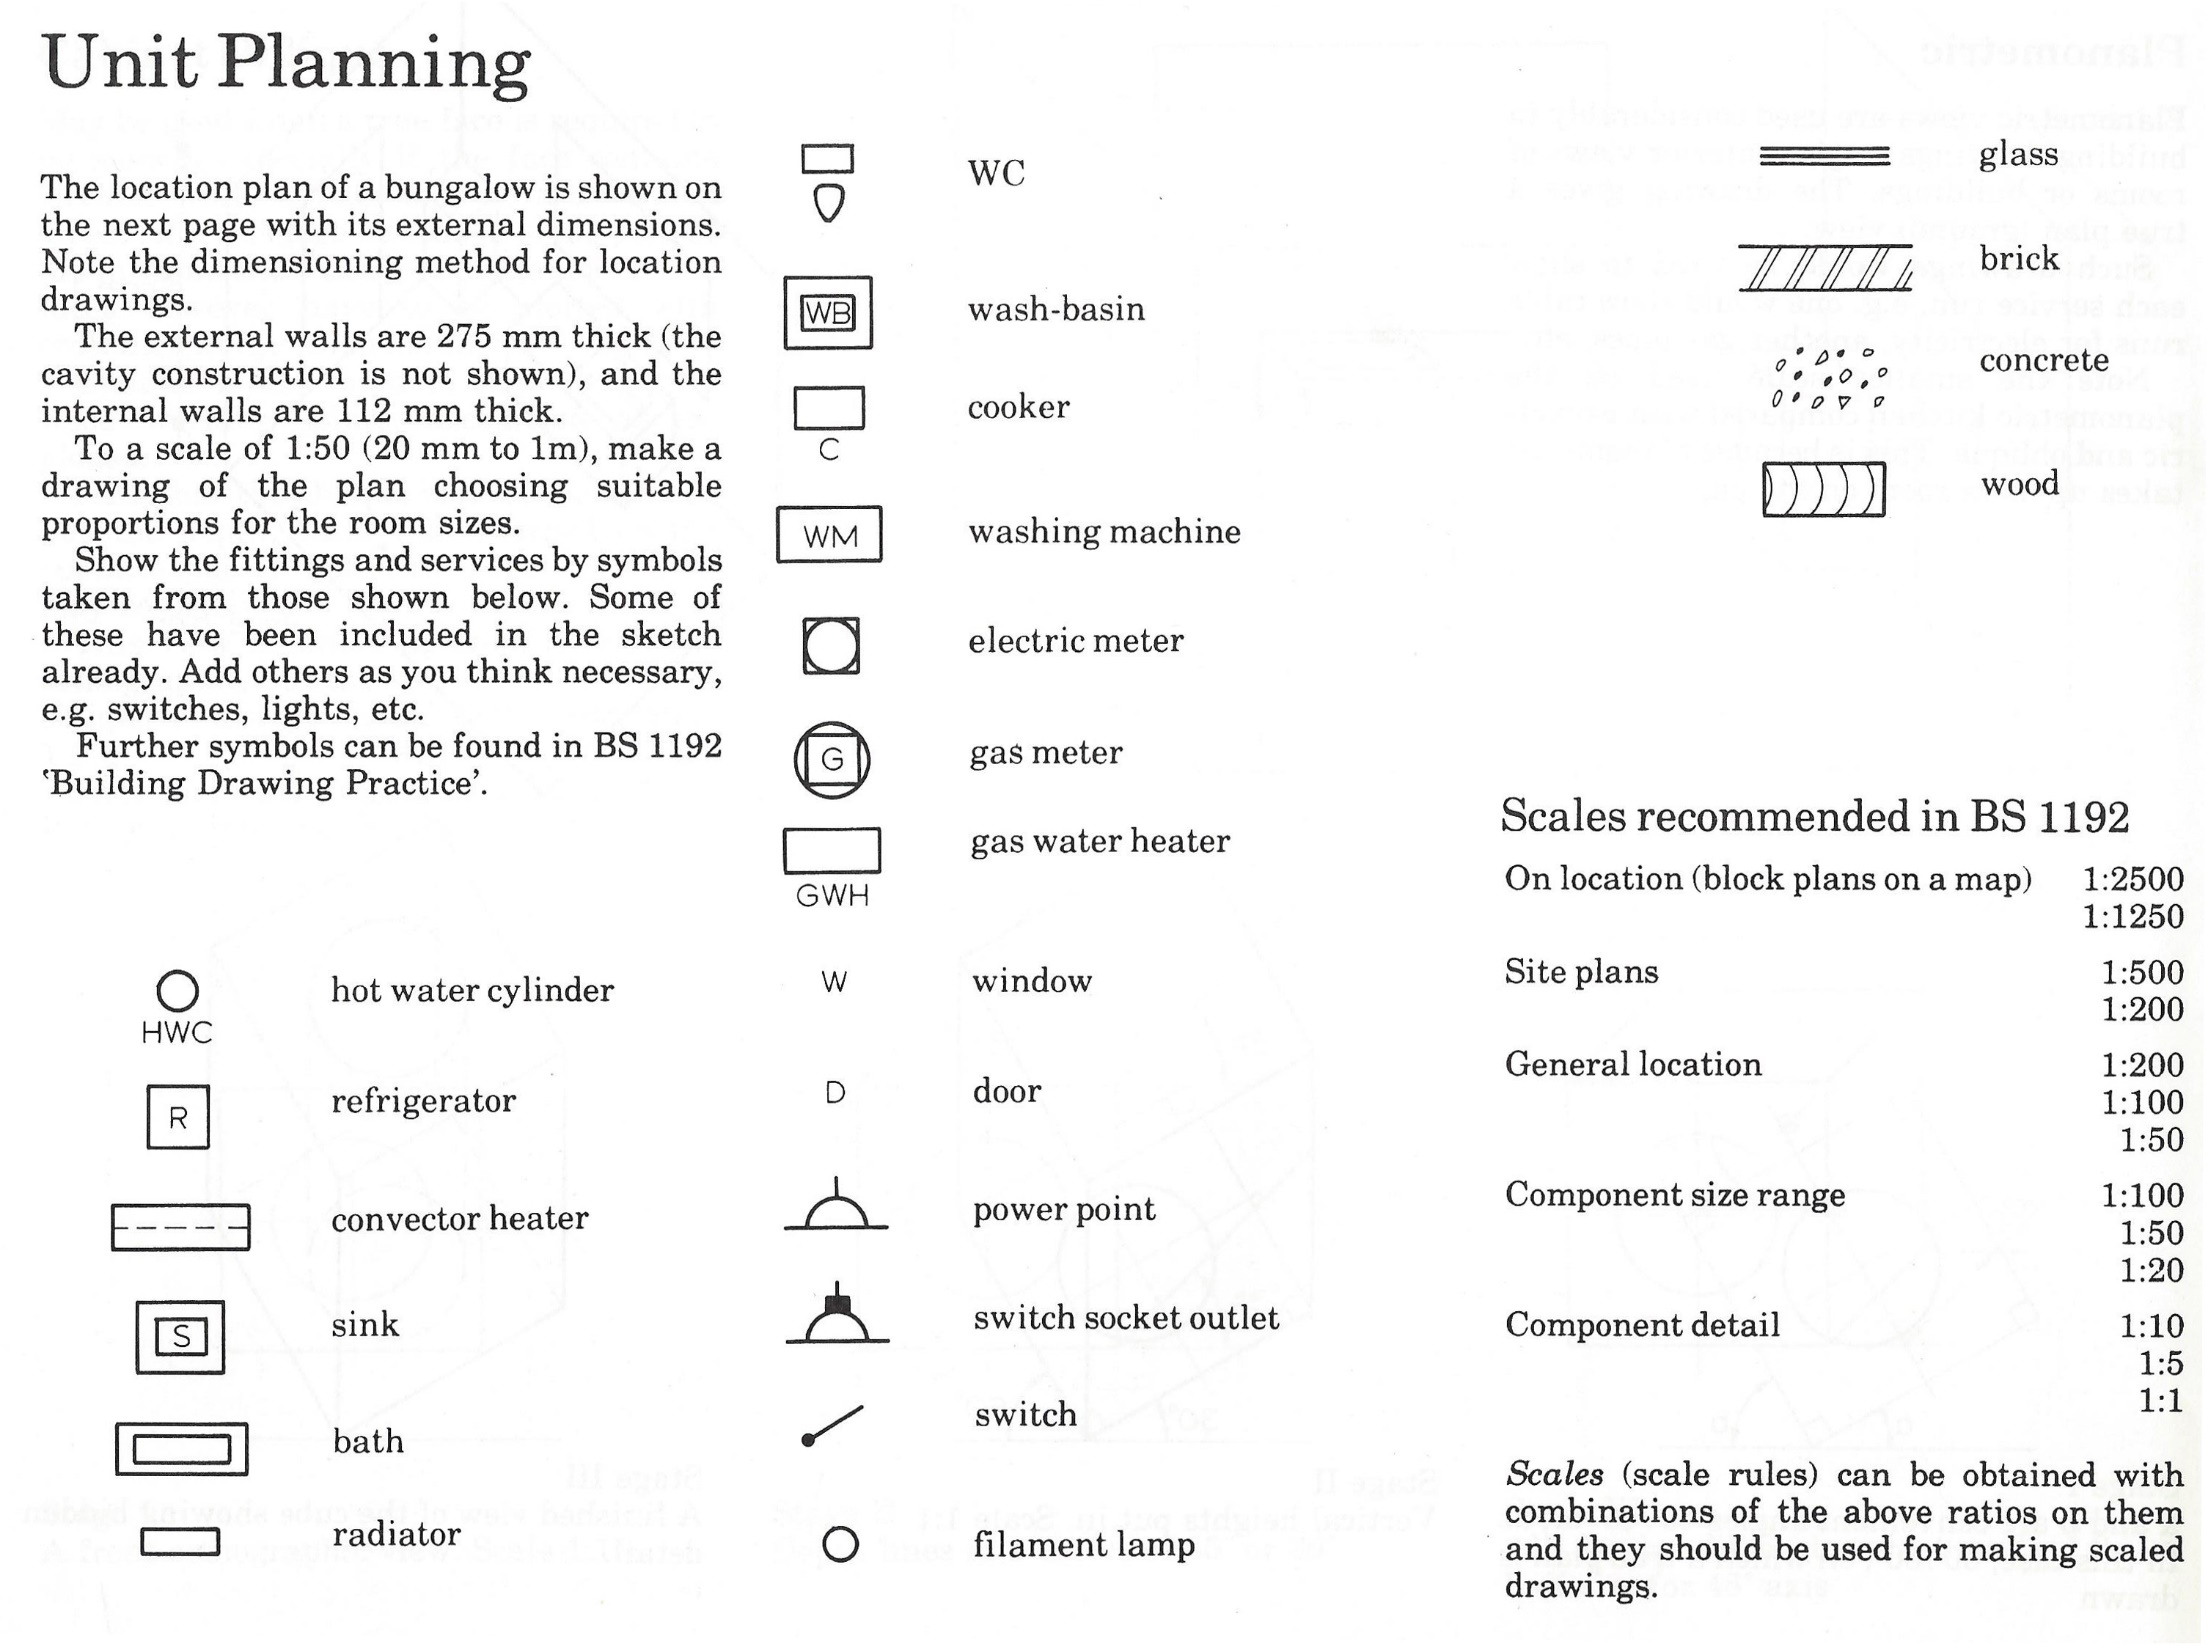 Unit Planning
The location plan of a bungalow is shown on
the next page with its external dimensions.
Note the dimensioning method for location
drawings.
The external walls are 275 mm thick (the
cavity construction is not shown), and the
internal walls are 112 mm thick.
To a scale of 1:50 (20 mm to 1m), make a
drawing of the plan choosing suitable
proportions for the room sizes.
Show the fittings and services by symbols
taken from those shown below. Some of
these have been included in the sketch
already. Add others as you think necessary,
e.g. switches, lights, etc.
Further symbols can be found in BS 1192
'Building Drawing Practice'.
HWC hot water cylinder
R refrigerator
convector heater
S sink
bath
radiator
WC
WB wash-basin
cooker
C
WM washing machine
electric meter
G gas meter
gas water heater
GWH
W window
D door
power point
switch socket outlet
switch
filament lamp
glass
brick
concrete
wood
Scales recommended in BS 1192
On location (block plans on a map) 1:2500
1:1250
Site plans 1:500
1:200
General location 1:200
1:100
1:50
Component size range 1:100
1:50
1:20
Component detail 1:10
1:5
1:1
Scales (scale rules) can be obtained with
combinations of the above ratios on them
and they should be used for making scaled
drawings.